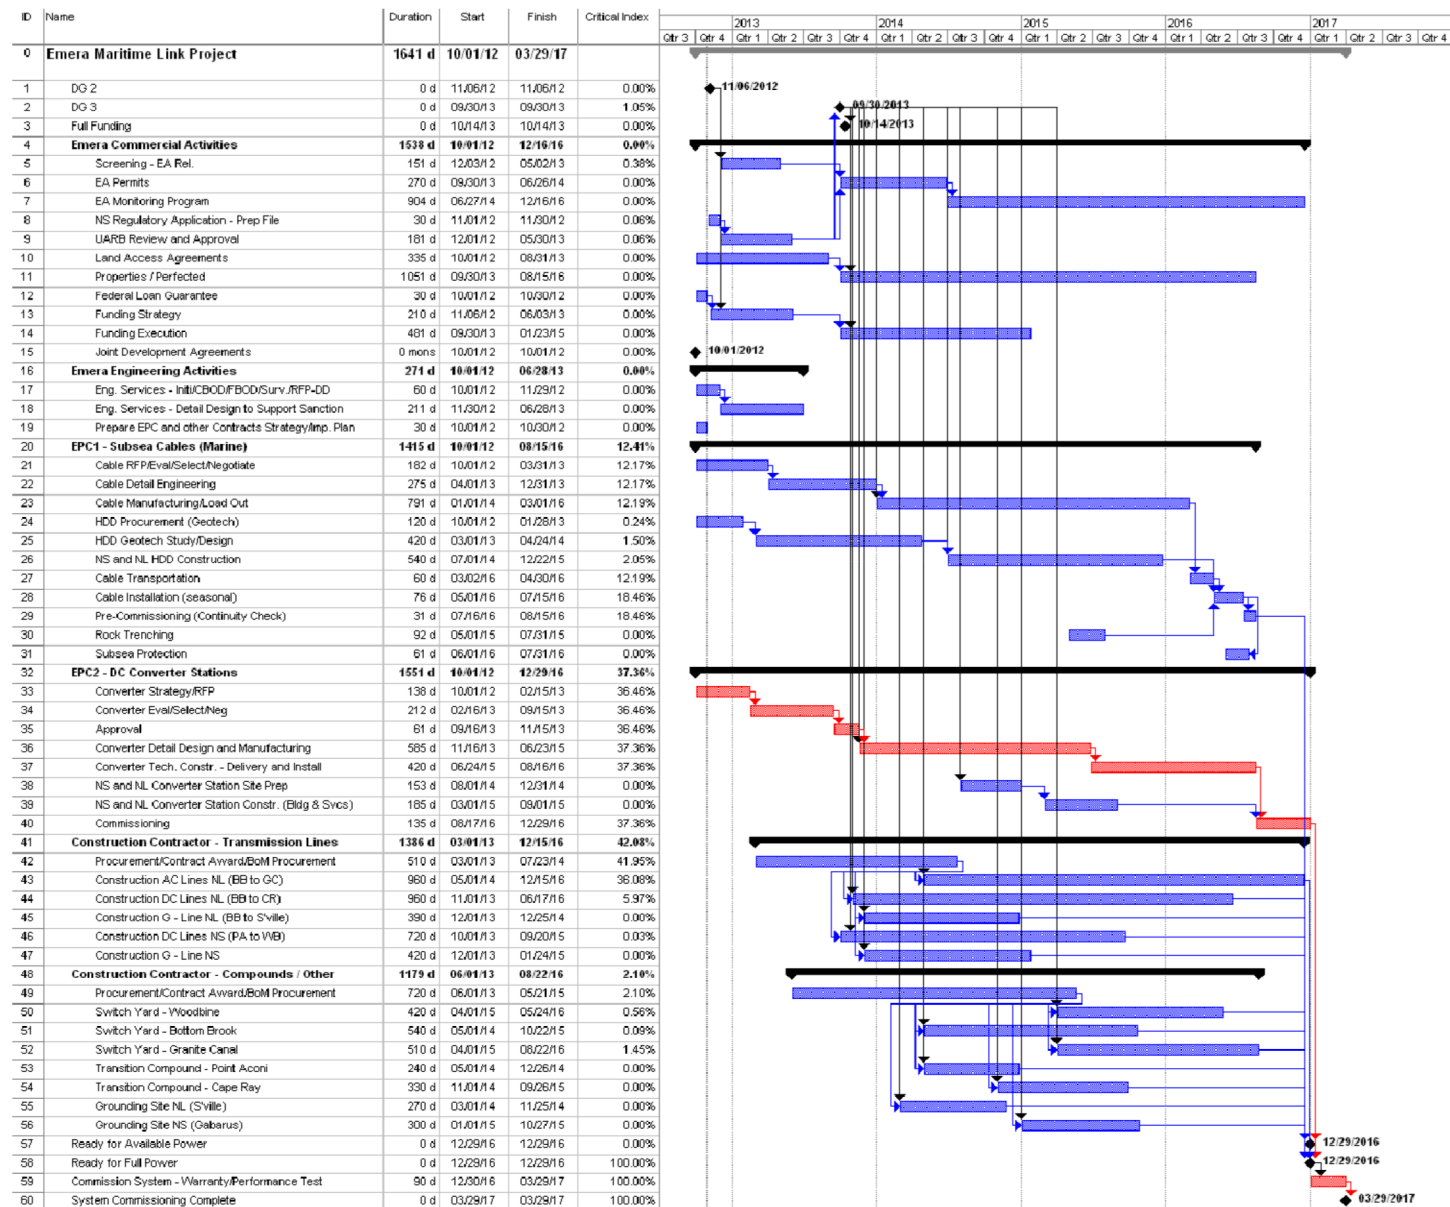 ID Name Duration Start Finish Critical Index
2013 2014 2015 2016 2017
Qtr 3 Qtr 4 Qtr 1 Qtr 2 Qtr 3 Qtr 4 Qtr 1 Qtr 2 Qtr 3 Qtr 4 Qtr 1 Qtr 2 Qtr 3 Qtr 4 Qtr 1 Qtr 2 Qtr 3 Qtr 4 Qtr 1 Qtr 2 Qtr 3 Qtr 4
0 Emera Maritime Link Project 1641 d 10/01/12 03/29/17
1 DG 2 0 d 11/06/12 11/06/12 0.00% 11/06/2012
2 DG 3 0 d 09/30/13 09/30/13 1.05% 09/30/2013
3 Full Funding 0 d 10/14/13 10/14/13 0.00% 10/14/2013
4 Emera Commercial Activities 1538 d 10/01/12 12/16/16 0.00%
5 Screening - EA Rel. 151 d 12/03/12 05/02/13 0.38%
6 EA Permits 270 d 09/30/13 06/26/14 0.00%
7 EA Monitoring Program 904 d 06/27/14 12/16/16 0.00%
8 NS Regulatory Application - Prep File 30 d 11/01/12 11/30/12 0.06%
9 UARB Review and Approval 181 d 12/01/12 05/30/13 0.06%
10 Land Access Agreements 335 d 10/01/12 08/31/13 0.00%
11 Properties / Perfected 1051 d 09/30/13 08/15/16 0.00%
12 Federal Loan Guarantee 30 d 10/01/12 10/30/12 0.00%
13 Funding Strategy 210 d 11/06/12 06/03/13 0.00%
14 Funding Execution 481 d 09/30/13 01/23/15 0.00%
15 Joint Development Agreements 0 mons 10/01/12 10/01/12 0.00% 10/01/2012
16 Emera Engineering Activities 271 d 10/01/12 06/28/13 0.00%
17 Eng. Services - Initi/CBOD/FBOD/Surv./RFP-DD 60 d 10/01/12 11/29/12 0.00%
18 Eng. Services - Detail Design to Support Sanction 211 d 11/30/12 06/28/13 0.00%
19 Prepare EPC and other Contracts Strategy/Imp. Plan 30 d 10/01/12 10/30/12 0.00%
20 EPC1 - Subsea Cables (Marine) 1415 d 10/01/12 08/15/16 12.41%
21 Cable RFP/Eval/Select/Negotiate 182 d 10/01/12 03/31/13 12.17%
22 Cable Detail Engineering 275 d 04/01/13 12/31/13 12.17%
23 Cable Manufacturing/Load Out 791 d 01/01/14 03/01/16 12.19%
24 HDD Procurement (Geotech) 120 d 10/01/12 01/28/13 0.24%
25 HDD Geotech Study/Design 420 d 03/01/13 04/24/14 1.50%
26 NS and NL HDD Construction 540 d 07/01/14 12/22/15 2.05%
27 Cable Transportation 60 d 03/02/16 04/30/16 12.19%
28 Cable Installation (seasonal) 76 d 05/01/16 07/15/16 18.46%
29 Pre-Commissioning (Continuity Check) 31 d 07/16/16 08/15/16 18.46%
30 Rock Trenching 92 d 05/01/15 07/31/15 0.00%
31 Subsea Protection 61 d 06/01/16 07/31/16 0.00%
32 EPC2 - DC Converter Stations 1551 d 10/01/12 12/29/16 37.36%
33 Converter Strategy/RFP 138 d 10/01/12 02/15/13 36.46%
34 Converter Eval/Select/Neg 212 d 02/16/13 09/15/13 36.46%
35 Approval 61 d 09/16/13 11/15/13 36.46%
36 Converter Detail Design and Manufacturing 585 d 11/16/13 06/23/15 37.36%
37 Converter Tech. Constr. - Delivery and Install 420 d 06/24/15 08/16/16 37.36%
38 NS and NL Converter Station Site Prep 153 d 08/01/14 12/31/14 0.00%
39 NS and NL Converter Station Constr. (Bldg & Svcs) 185 d 03/01/15 09/01/15 0.00%
40 Commissioning 135 d 08/17/16 12/29/16 37.36%
41 Construction Contractor - Transmission Lines 1386 d 03/01/13 12/15/16 42.08%
42 Procurement/Contract Award/BoM Procurement 510 d 03/01/13 07/23/14 41.95%
43 Construction AC Lines NL (BB to GC) 960 d 05/01/14 12/15/16 36.08%
44 Construction DC Lines NL (BB to CR) 960 d 11/01/13 06/17/16 5.97%
45 Construction G - Line NL (BB to S'ville) 390 d 12/01/13 12/25/14 0.00%
46 Construction DC Lines NS (PA to WB) 720 d 10/01/13 09/20/15 0.03%
47 Construction G - Line NS 420 d 12/01/13 01/24/15 0.00%
48 Construction Contractor - Compounds / Other 1179 d 06/01/13 08/22/16 2.10%
49 Procurement/Contract Award/BoM Procurement 720 d 06/01/13 05/21/15 2.10%
50 Switch Yard - Woodbine 420 d 04/01/15 05/24/16 0.56%
51 Switch Yard - Bottom Brook 540 d 05/01/14 10/22/15 0.09%
52 Switch Yard - Granite Canal 510 d 04/01/15 08/22/16 1.45%
53 Transition Compound - Point Aconi 240 d 05/01/14 12/26/14 0.00%
54 Transition Compound - Cape Ray 330 d 11/01/14 09/26/15 0.00%
55 Grounding Site NL (S'ville) 270 d 03/01/14 11/25/14 0.00%
56 Grounding Site NS (Gabarus) 300 d 01/01/15 10/27/15 0.00%
57 Ready for Available Power 0 d 12/29/16 12/29/16 0.00% 12/29/2016
58 Ready for Full Power 0 d 12/29/16 12/29/16 100.00% 12/29/2016
59 Commission System - Warranty/Performance Test 90 d 12/30/16 03/29/17 100.00%
60 System Commissioning Complete 0 d 03/29/17 03/29/17 100.00% 03/29/2017